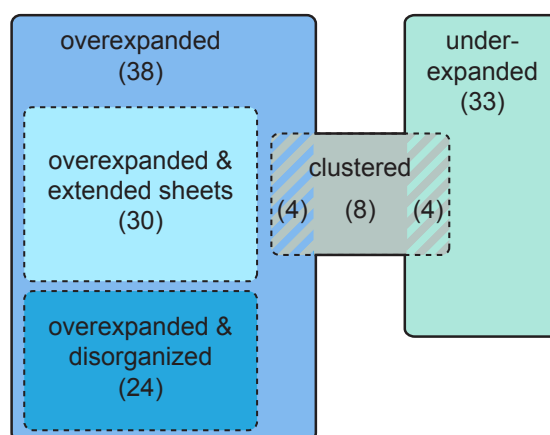 overexpanded
(38)
under-
expanded
(33)
overexpanded &
extended sheets
(30)
clustered
(4) (8) (4)
overexpanded &
disorganized
(24)